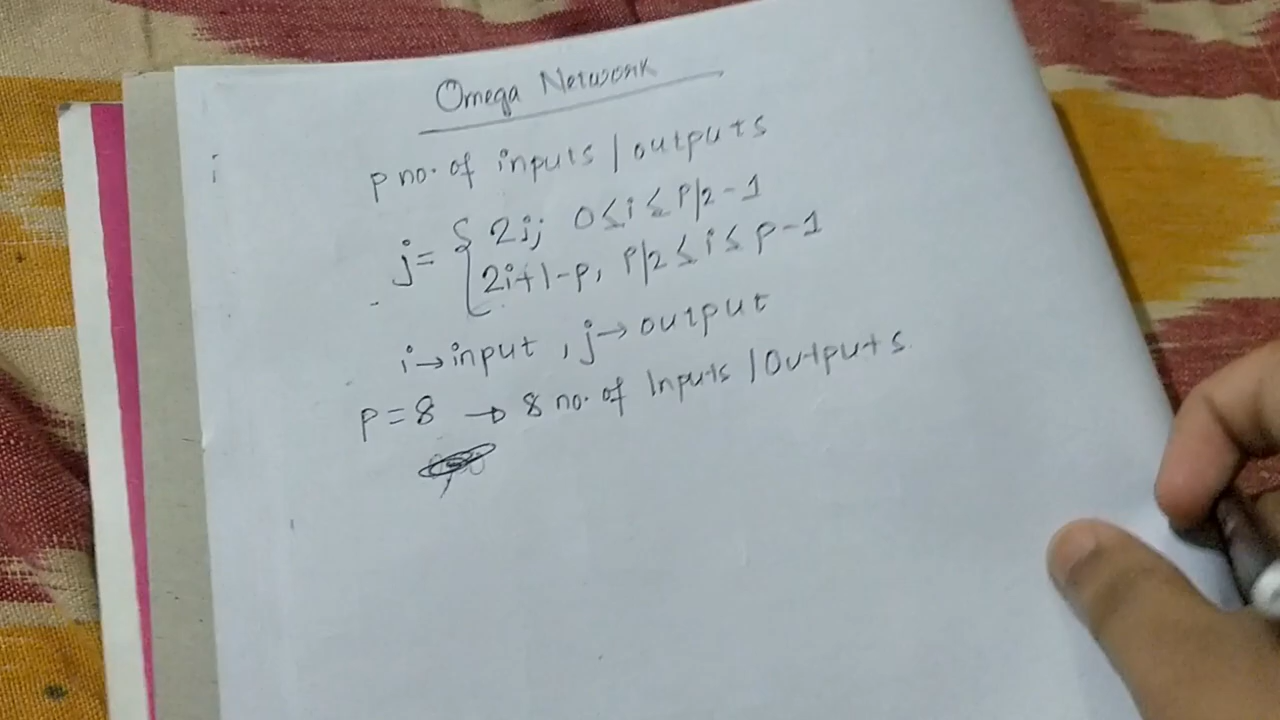 Omega Network
p no. of inputs / outputs
j = { 2i; 0 ≤ i ≤ P/2 - 1
2i+1-p, P/2 ≤ i ≤ p-1
i → input, j → output
P = 8 → 8 no. of Inputs / Outputs